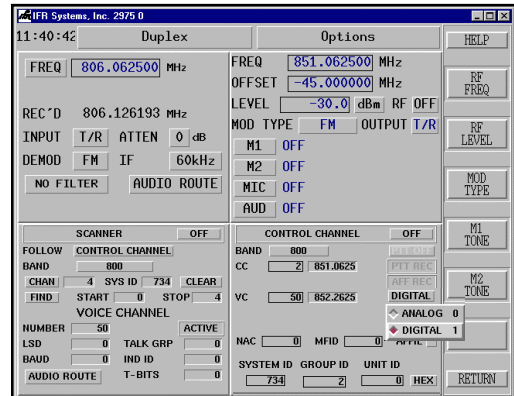 IFR Systems, Inc. 2975 0
11:40:42 Duplex Options
FREQ 806.062500 MHz
REC'D 806.126193 MHz
INPUT T/R ATTEN 0 dB
DEMOD FM IF 60kHz
NO FILTER AUDIO ROUTE
FREQ 851.062500 MHz
OFFSET -45.000000 MHz
LEVEL -30.0 dBm RF OFF
MOD TYPE FM OUTPUT T/R
M1 OFF
M2 OFF
MIC OFF
AUD OFF
SCANNER OFF
FOLLOW CONTROL CHANNEL
BAND 800
CHAN 4 SYS ID 734 CLEAR
FIND START 0 STOP 4
VOICE CHANNEL
NUMBER 50 ACTIVE
LSD 0 TALK GRP 0
BAUD 0 IND ID 0
AUDIO ROUTE T-BITS 0
CONTROL CHANNEL OFF
BAND 800 PTT OFF
CC 2 851.0625 PTT REC
AFF REC
VC 50 852.2625 DIGITAL
ANALOG 0
DIGITAL 1
NAC 0 MFID 0
SYSTEM ID GROUP ID UNIT ID
734 2 0 HEX
HELP
RF
FREQ
RF
LEVEL
MOD
TYPE
M1
TONE
M2
TONE
RETURN